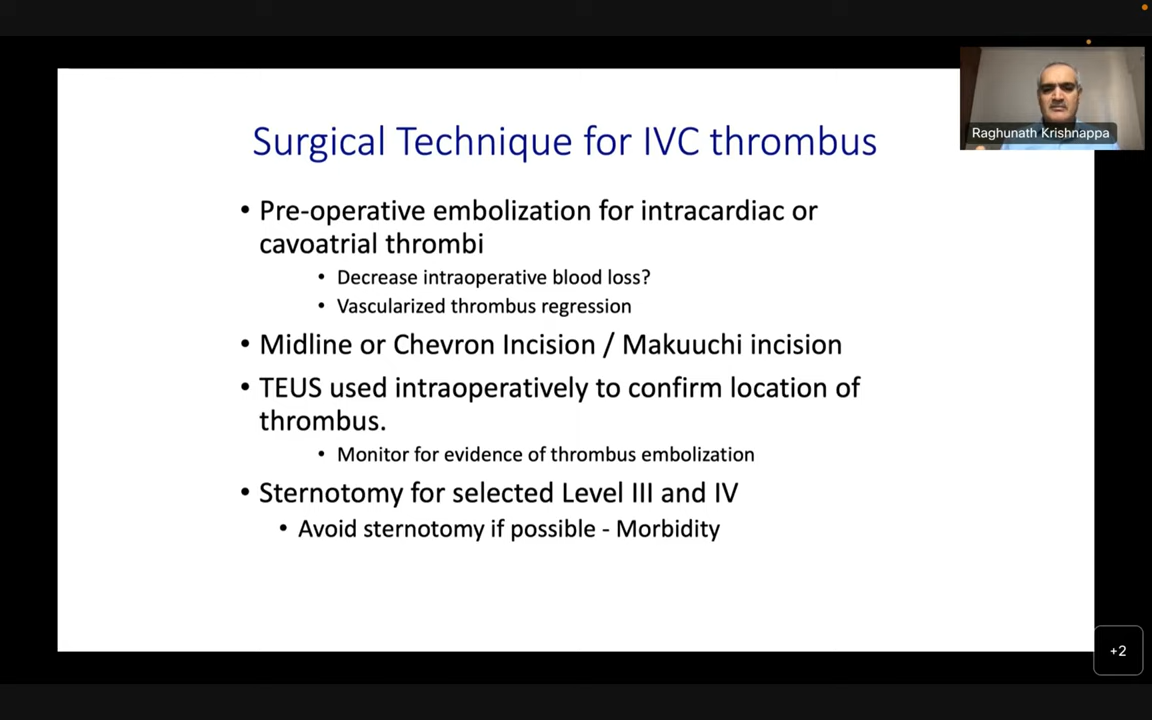 Surgical Technique for IVC thrombus
Raghunath Krishnappa
• Pre-operative embolization for intracardiac or
cavoatrial thrombi
• Decrease intraoperative blood loss?
• Vascularized thrombus regression
• Midline or Chevron Incision / Makuuchi incision
• TEUS used intraoperatively to confirm location of
thrombus.
• Monitor for evidence of thrombus embolization
• Sternotomy for selected Level III and IV
• Avoid sternotomy if possible - Morbidity
+2